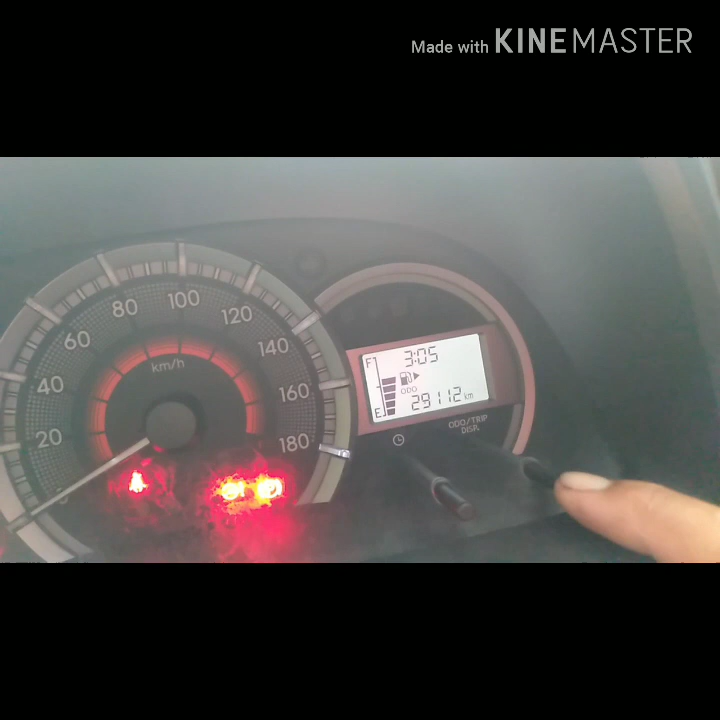 Made with KINEMASTER
100
80
120
60
km/h
140
40
160
20
180
F
3:05
ODO
E
29112 km
ODO/TRIP
DISP.